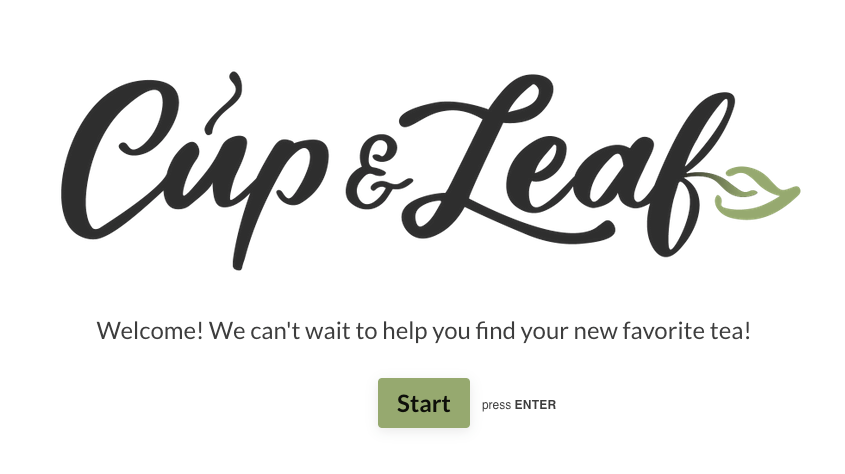 Cup & Leaf
Welcome! We can't wait to help you find your new favorite tea!
Start
press ENTER